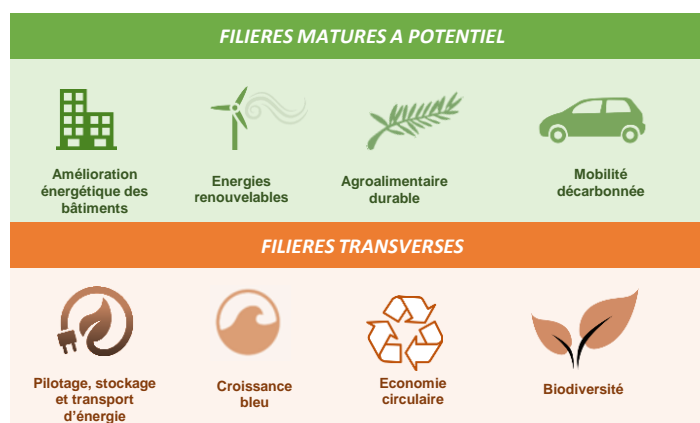 FILIERES MATURES A POTENTIEL
Amélioration
énergétique des
bâtiments
Energies
renouvelables
Agroalimentaire
durable
Mobilité
décarbonnée
FILIERES TRANSVERSES
Pilotage, stockage
et transport
d'énergie
Croissance
bleu
Economie
circulaire
Biodiversité